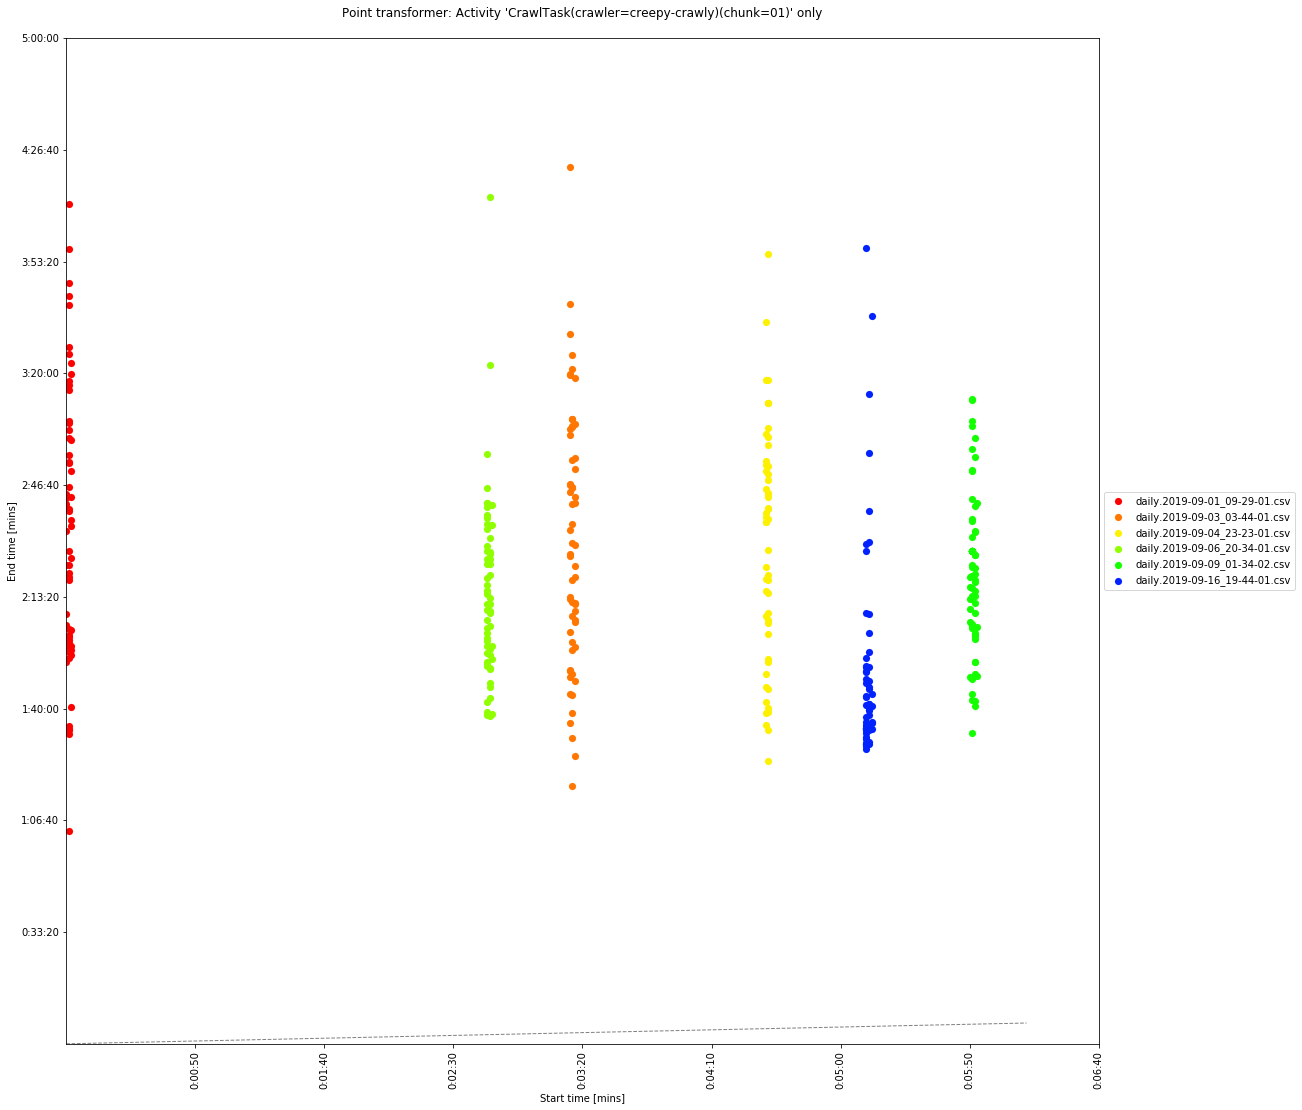 Point transformer: Activity 'CrawlTask(crawler=creepy-crawly)(chunk=01)' only
5:00:00
4:26:40
3:53:20
3:20:00
2:46:40
2:13:20
1:40:00
1:06:40
0:33:20
End time [mins]
0:00:50
0:01:40
0:02:30
0:03:20
0:04:10
0:05:00
0:05:50
0:06:40
Start time [mins]
daily.2019-09-01_09-29-01.csv
daily.2019-09-03_03-44-01.csv
daily.2019-09-04_23-23-01.csv
daily.2019-09-06_20-34-01.csv
daily.2019-09-09_01-34-02.csv
daily.2019-09-16_19-44-01.csv